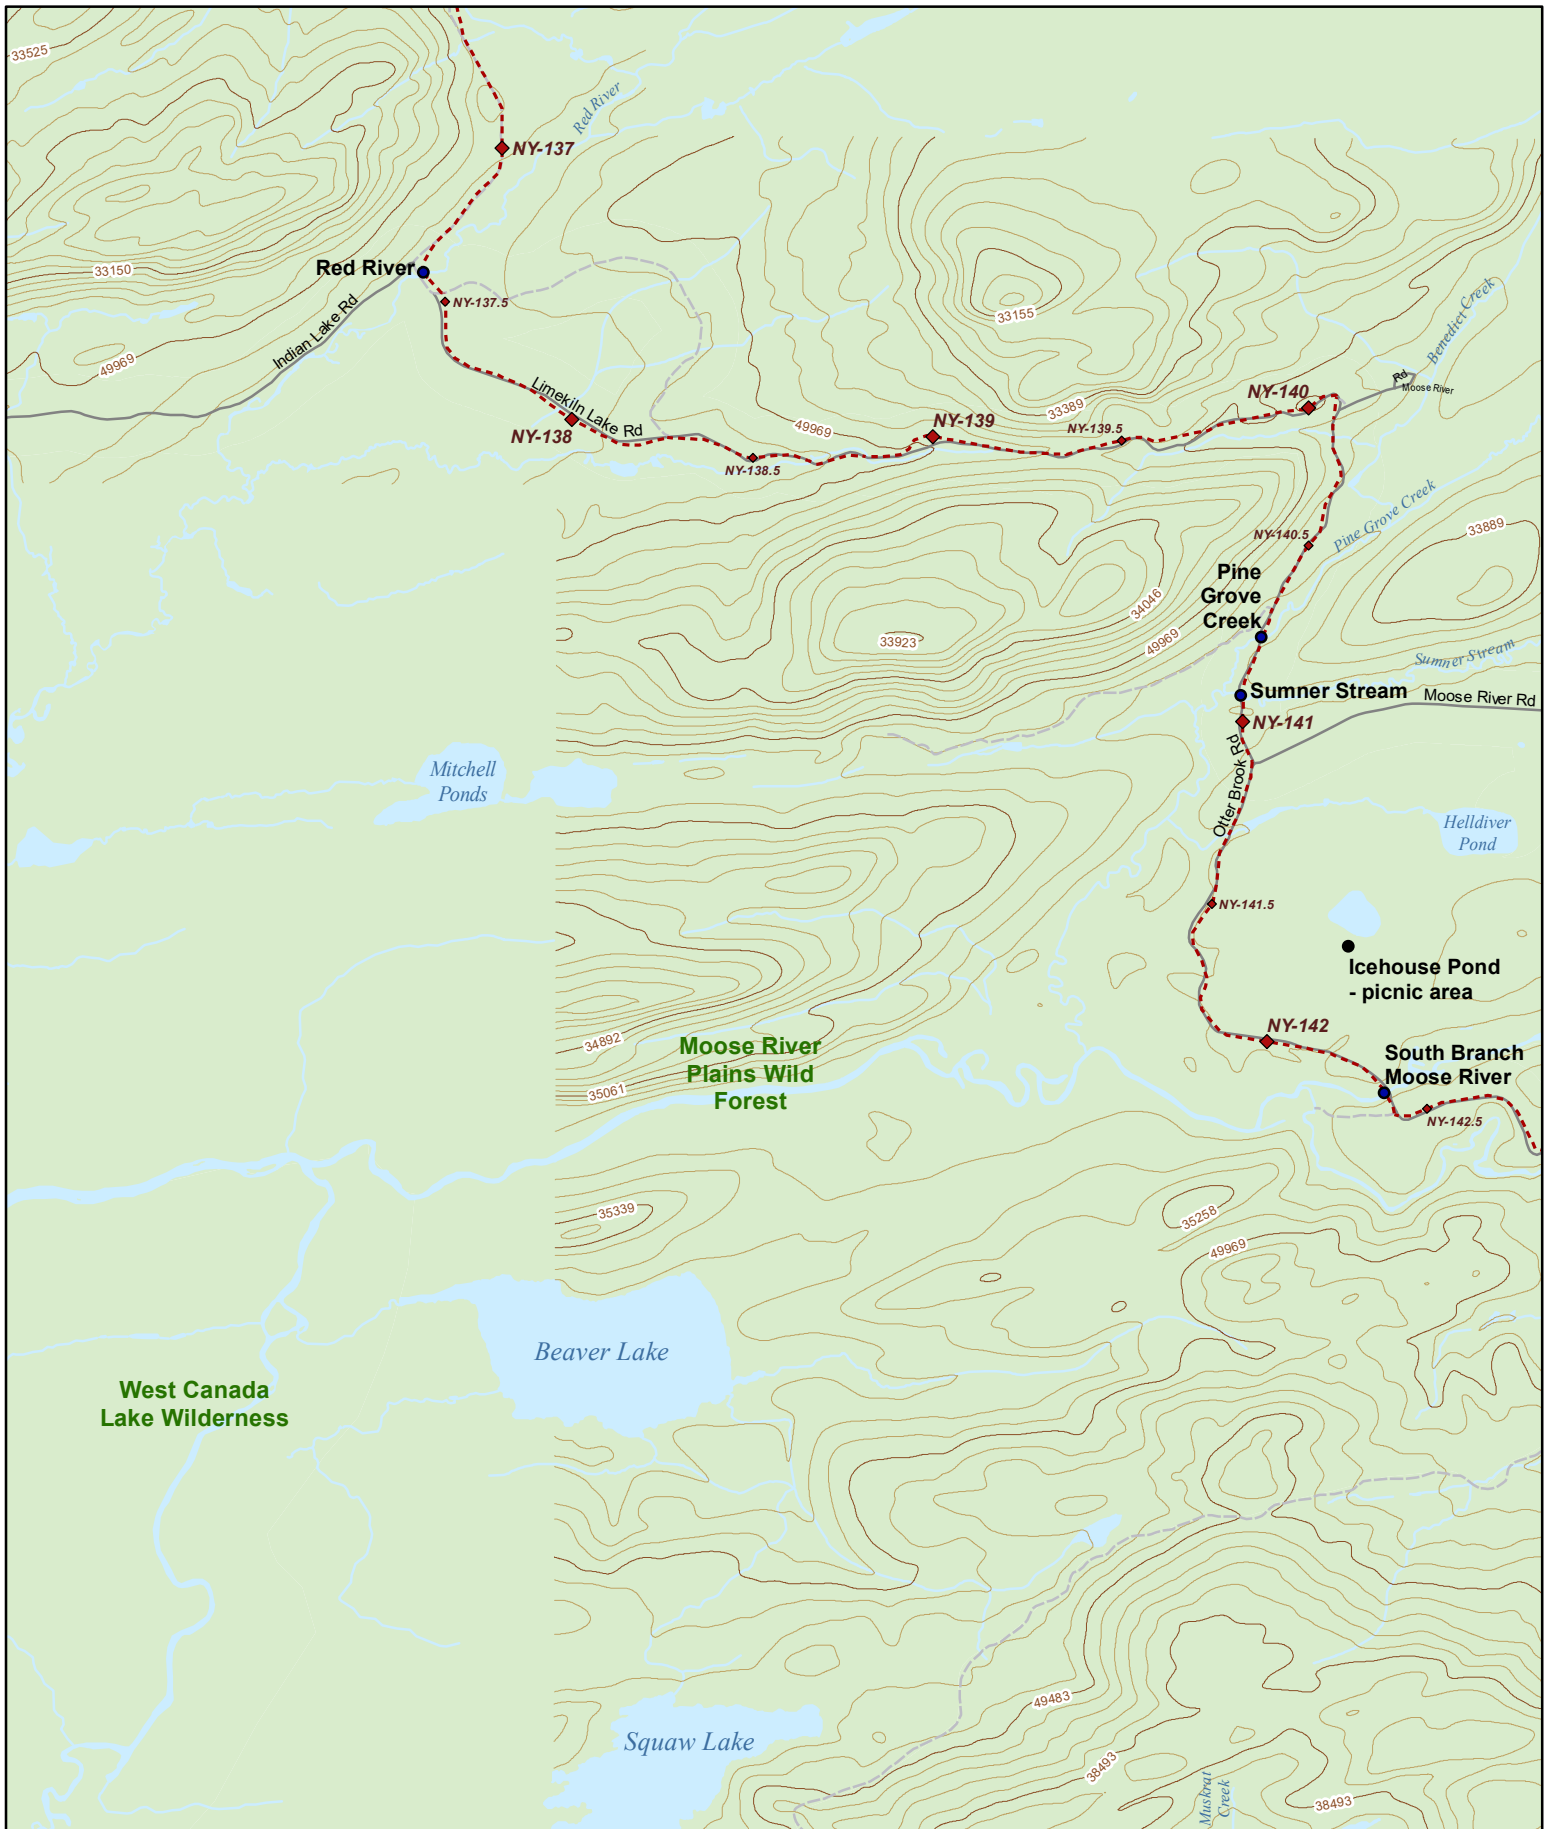 33525
Red River
NY-137
Red River
33150
NY-137.5
Indian Lake Rd
49969
33155
Benedict Creek
Rd
Moose River
Limekiln Lake Rd
NY-138
NY-138.5
49969
NY-139
33389
NY-139.5
NY-140
Pine Grove Creek
33889
NY-140.5
Pine
Grove
Creek
34046
49969
33923
Sumner Stream
Sumner Stream
Moose River Rd
NY-141
Otter Brook Rd
Mitchell
Ponds
Helldiver
Pond
NY-141.5
Icehouse Pond
- picnic area
NY-142
34892
35061
Moose River
Plains Wild
Forest
South Branch
Moose River
NY-142.5
35339
35258
49969
Beaver Lake
West Canada
Lake Wilderness
49483
Squaw Lake
38493
Muskrat
Creek
38493